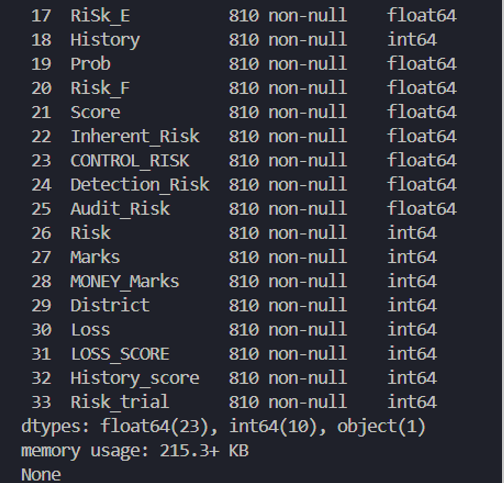 17 RiSk_E 810 non-null float64
18 History 810 non-null int64
19 Prob 810 non-null float64
20 Risk_F 810 non-null float64
21 Score 810 non-null float64
22 Inherent_Risk 810 non-null float64
23 CONTROL_RISK 810 non-null float64
24 Detection_Risk 810 non-null float64
25 Audit_Risk 810 non-null float64
26 Risk 810 non-null int64
27 Marks 810 non-null int64
28 MONEY_Marks 810 non-null int64
29 District 810 non-null int64
30 Loss 810 non-null int64
31 LOSS_SCORE 810 non-null int64
32 History_score 810 non-null int64
33 Risk_trial 810 non-null int64
dtypes: float64(23), int64(10), object(1)
memory usage: 215.3+ KB
None